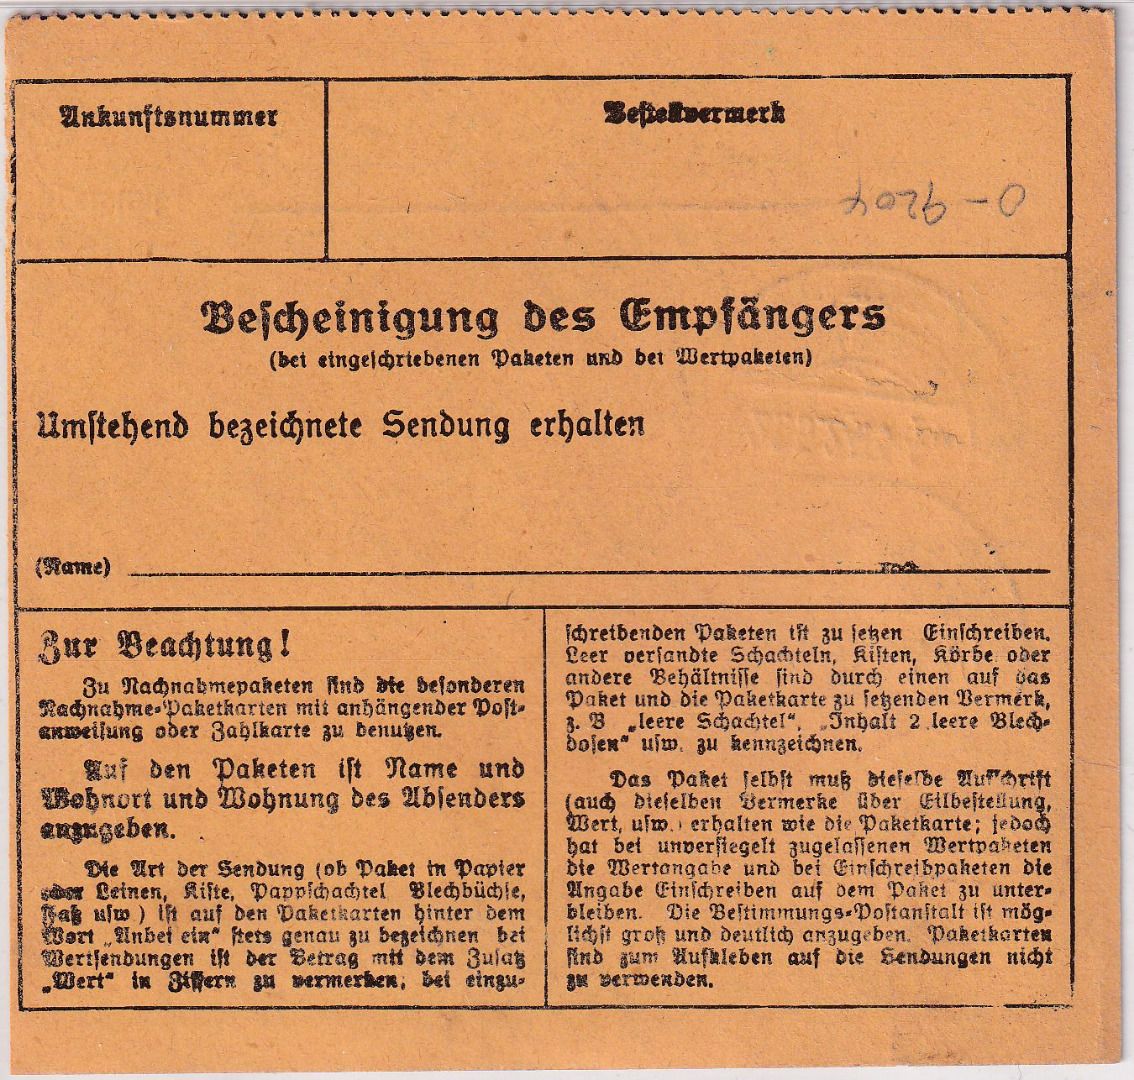 Ankunftsnummer
Bestellvermerk
Bescheinigung des Empfängers
(bei eingeschriebenen Paketen und bei Wertpaketen)
Umstehend bezeichnete Sendung erhalten
(Name)
Zur Beachtung!
Zu Nachnahmepaketen sind die besonderen
Nachnahme-Paketkarten mit anhängender Post-
anweisung oder Zahlkarte zu benutzen.
Auf den Paketen ist Name und
Wohnort und Wohnung des Absenders
anzugeben.
Die Art der Sendung (ob Paket in Papier
oder Leinen, Kiste, Pappschachtel Blechbüchse,
Faß usw) ist auf den Paketkarten hinter dem
Wort „Anbei ein“ stets genau zu bezeichnen bei
Wertsendungen ist der Betrag mit dem Zusatz
„Wert“ in Ziffern zu vermerken, bei einzu-
schreibenden Paketen ist zu setzen Einschreiben.
Leer versandte Schachteln, Kisten, Körbe oder
andere Behältnisse sind durch einen auf das
Paket und die Paketkarte zu setzenden Vermerk,
z. B „leere Schachtel“, „Inhalt 2 leere Blech-
dosen“ usw. zu kennzeichnen.
Das Paket selbst muß dieselbe Aufschrift
(auch dieselben Vermerke über Eilbestellung,
Wert, usw.) erhalten wie die Paketkarte; jedoch
hat bei unversiegelt zugelassenen Wertpaketen
die Wertangabe und bei Einschreibpaketen die
Angabe Einschreiben auf dem Paket zu unter-
bleiben. Die Bestimmungs-Postanstalt ist mög-
lichst groß und deutlich anzugeben. Paketkarten
sind zum Aufkleben auf die Sendungen nicht
zu verwenden.